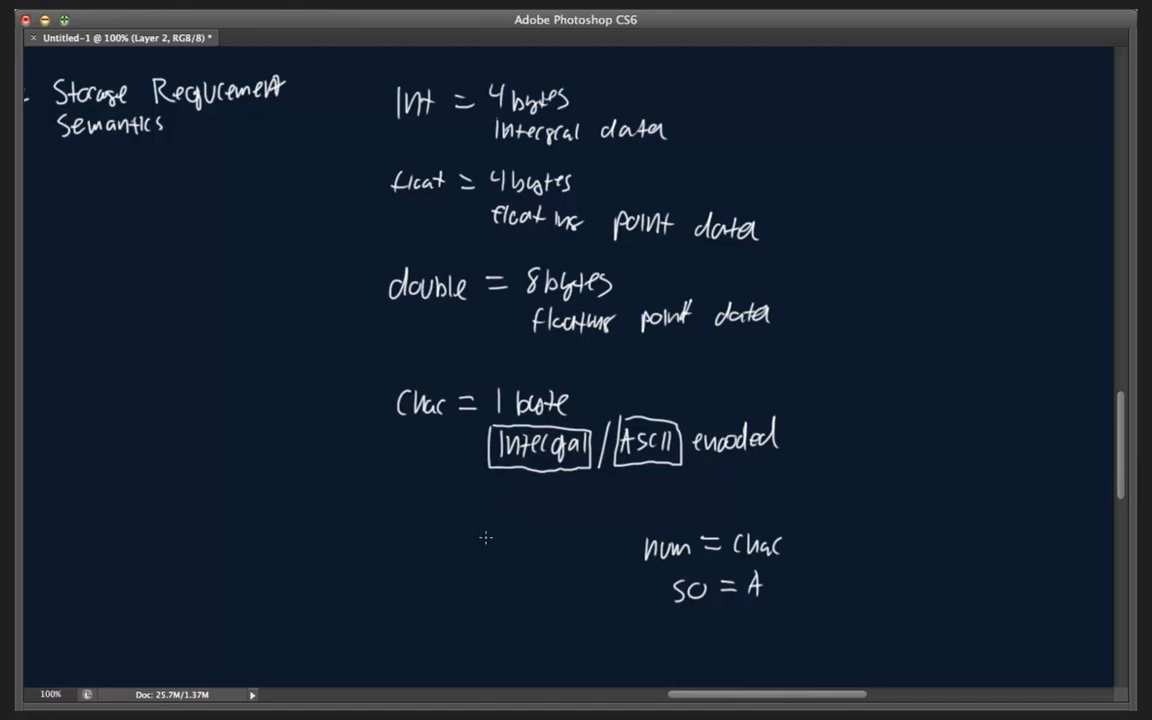 Adobe Photoshop CS6
× Untitled-1 @ 100% (Layer 2, RGB/8) *
Storage Requirement
Semantics
Int = 4 bytes
Intergral data
float = 4 bytes
floating point data
double = 8 bytes
floating point data
Char = 1 byte
Intergal / ASCII encoded
num = Char
50 = A
100%
Doc: 25.7M/1.37M